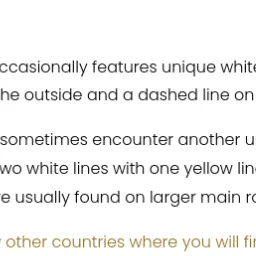 ccasionally features unique white
he outside and a dashed line on
sometimes encounter another u
wo white lines with one yellow lin
e usually found on larger main ro
other countries where you will fi